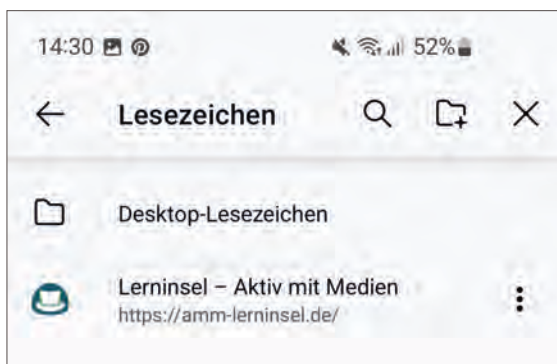 14:30 52%
Lesezeichen
Desktop-Lesezeichen
Lerninsel – Aktiv mit Medien
https://amm-lerninsel.de/